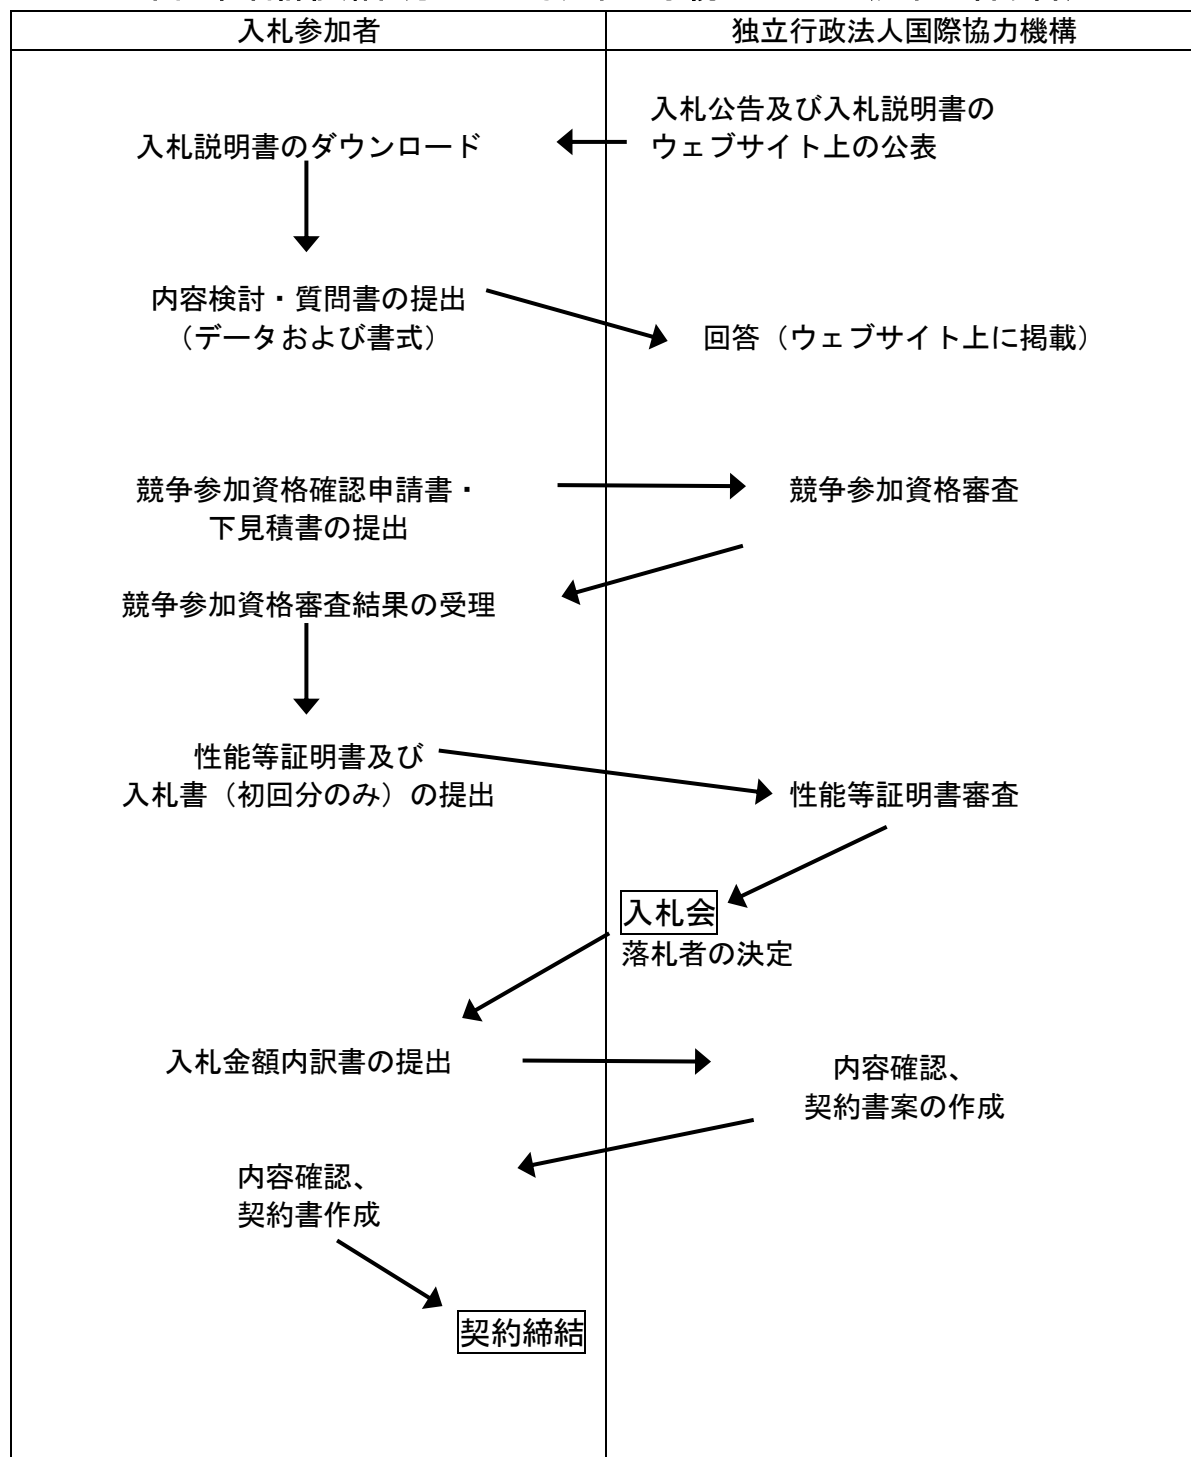 入札参加者
独立行政法人国際協力機構
入札公告及び入札説明書の
ウェブサイト上の公表
入札説明書のダウンロード
内容検討・質問書の提出
(データおよび書式)
回答(ウェブサイト上に掲載)
競争参加資格確認申請書・
下見積書の提出
競争参加資格審査
競争参加資格審査結果の受理
性能等証明書及び
入札書(初回分のみ)の提出
性能等証明書審査
入札会
落札者の決定
入札金額内訳書の提出
内容確認、
契約書案の作成
内容確認、
契約書作成
契約締結